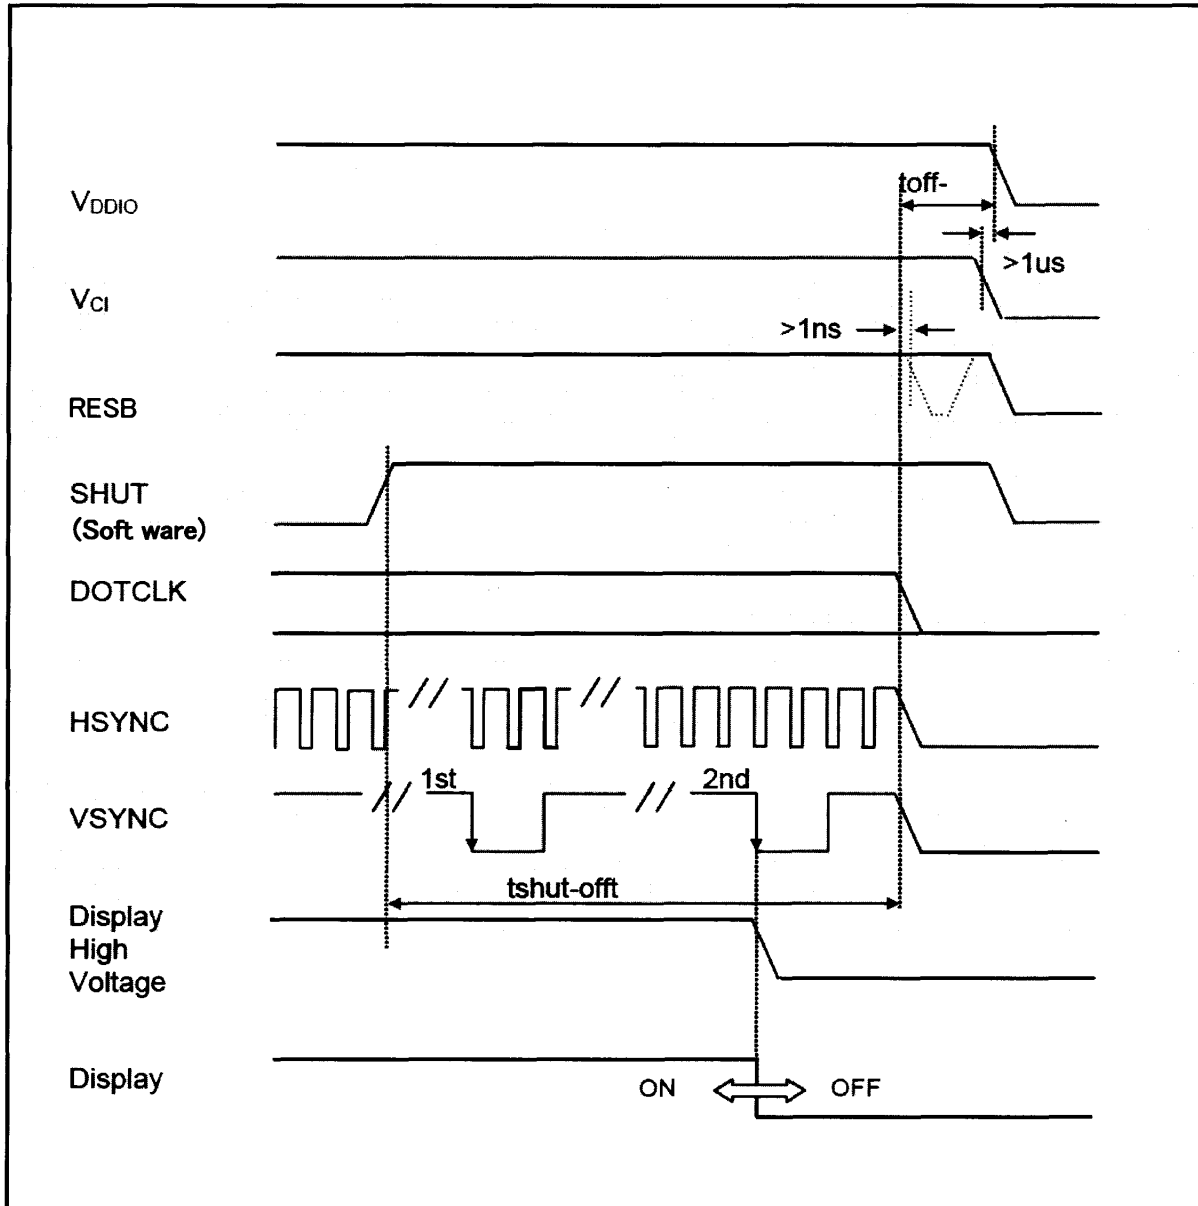 toff-
VDDIO
>1us
VCI
>1ns
RESB
SHUT
(Soft ware)
DOTCLK
HSYNC
1st
2nd
VSYNC
tshut-offt
Display
High
Voltage
Display
ON
OFF